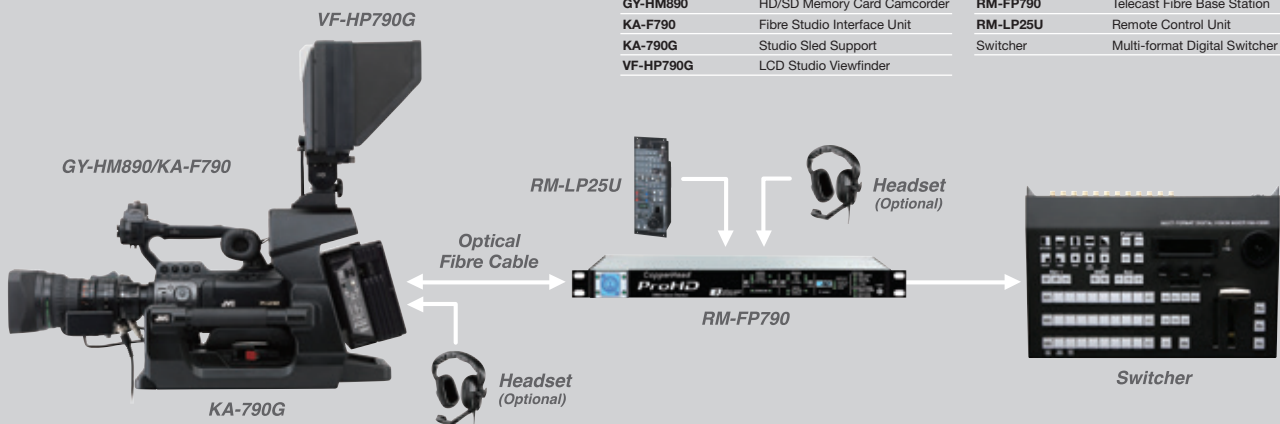 GY-HM890 HD/SD Memory Card Camcorder
KA-F790 Fibre Studio Interface Unit
KA-790G Studio Sled Support
VF-HP790G LCD Studio Viewfinder
RM-FP790 Telecast Fibre Base Station
RM-LP25U Remote Control Unit
Switcher Multi-format Digital Switcher
VF-HP790G
GY-HM890/KA-F790
RM-LP25U
Headset
(Optional)
Optical
Fibre Cable
CopperHead
ProHD
RM-FP790
JVC
KA-790G
Headset
(Optional)
Switcher